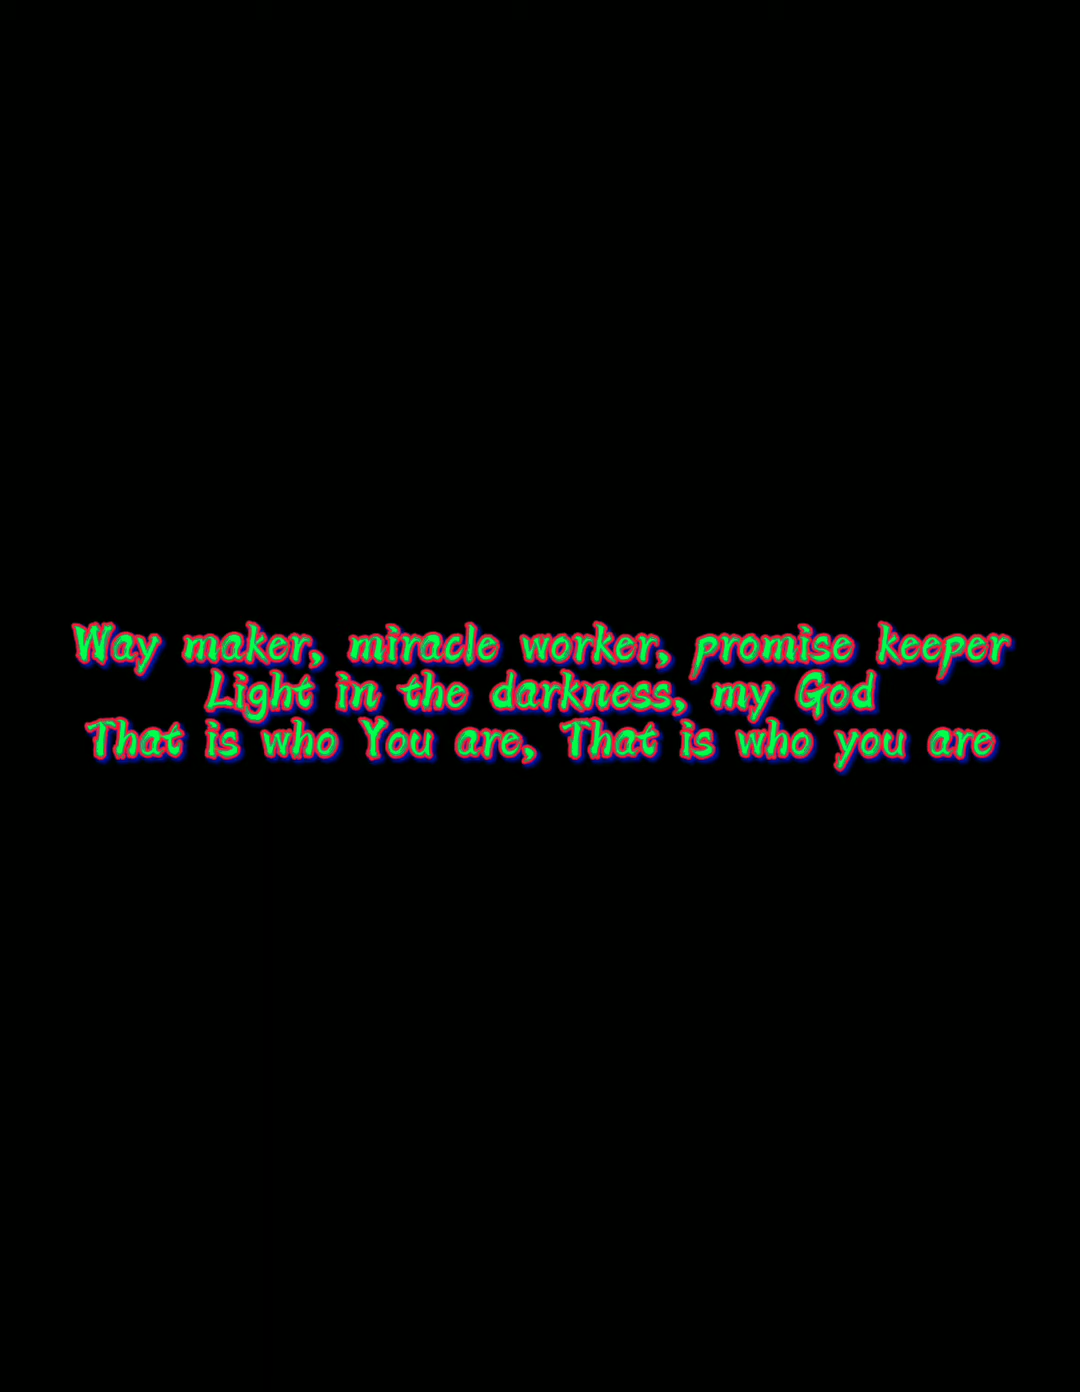 Way maker, miracle worker, promise keeper
Light in the darkness, my God
That is who You are, That is who you are